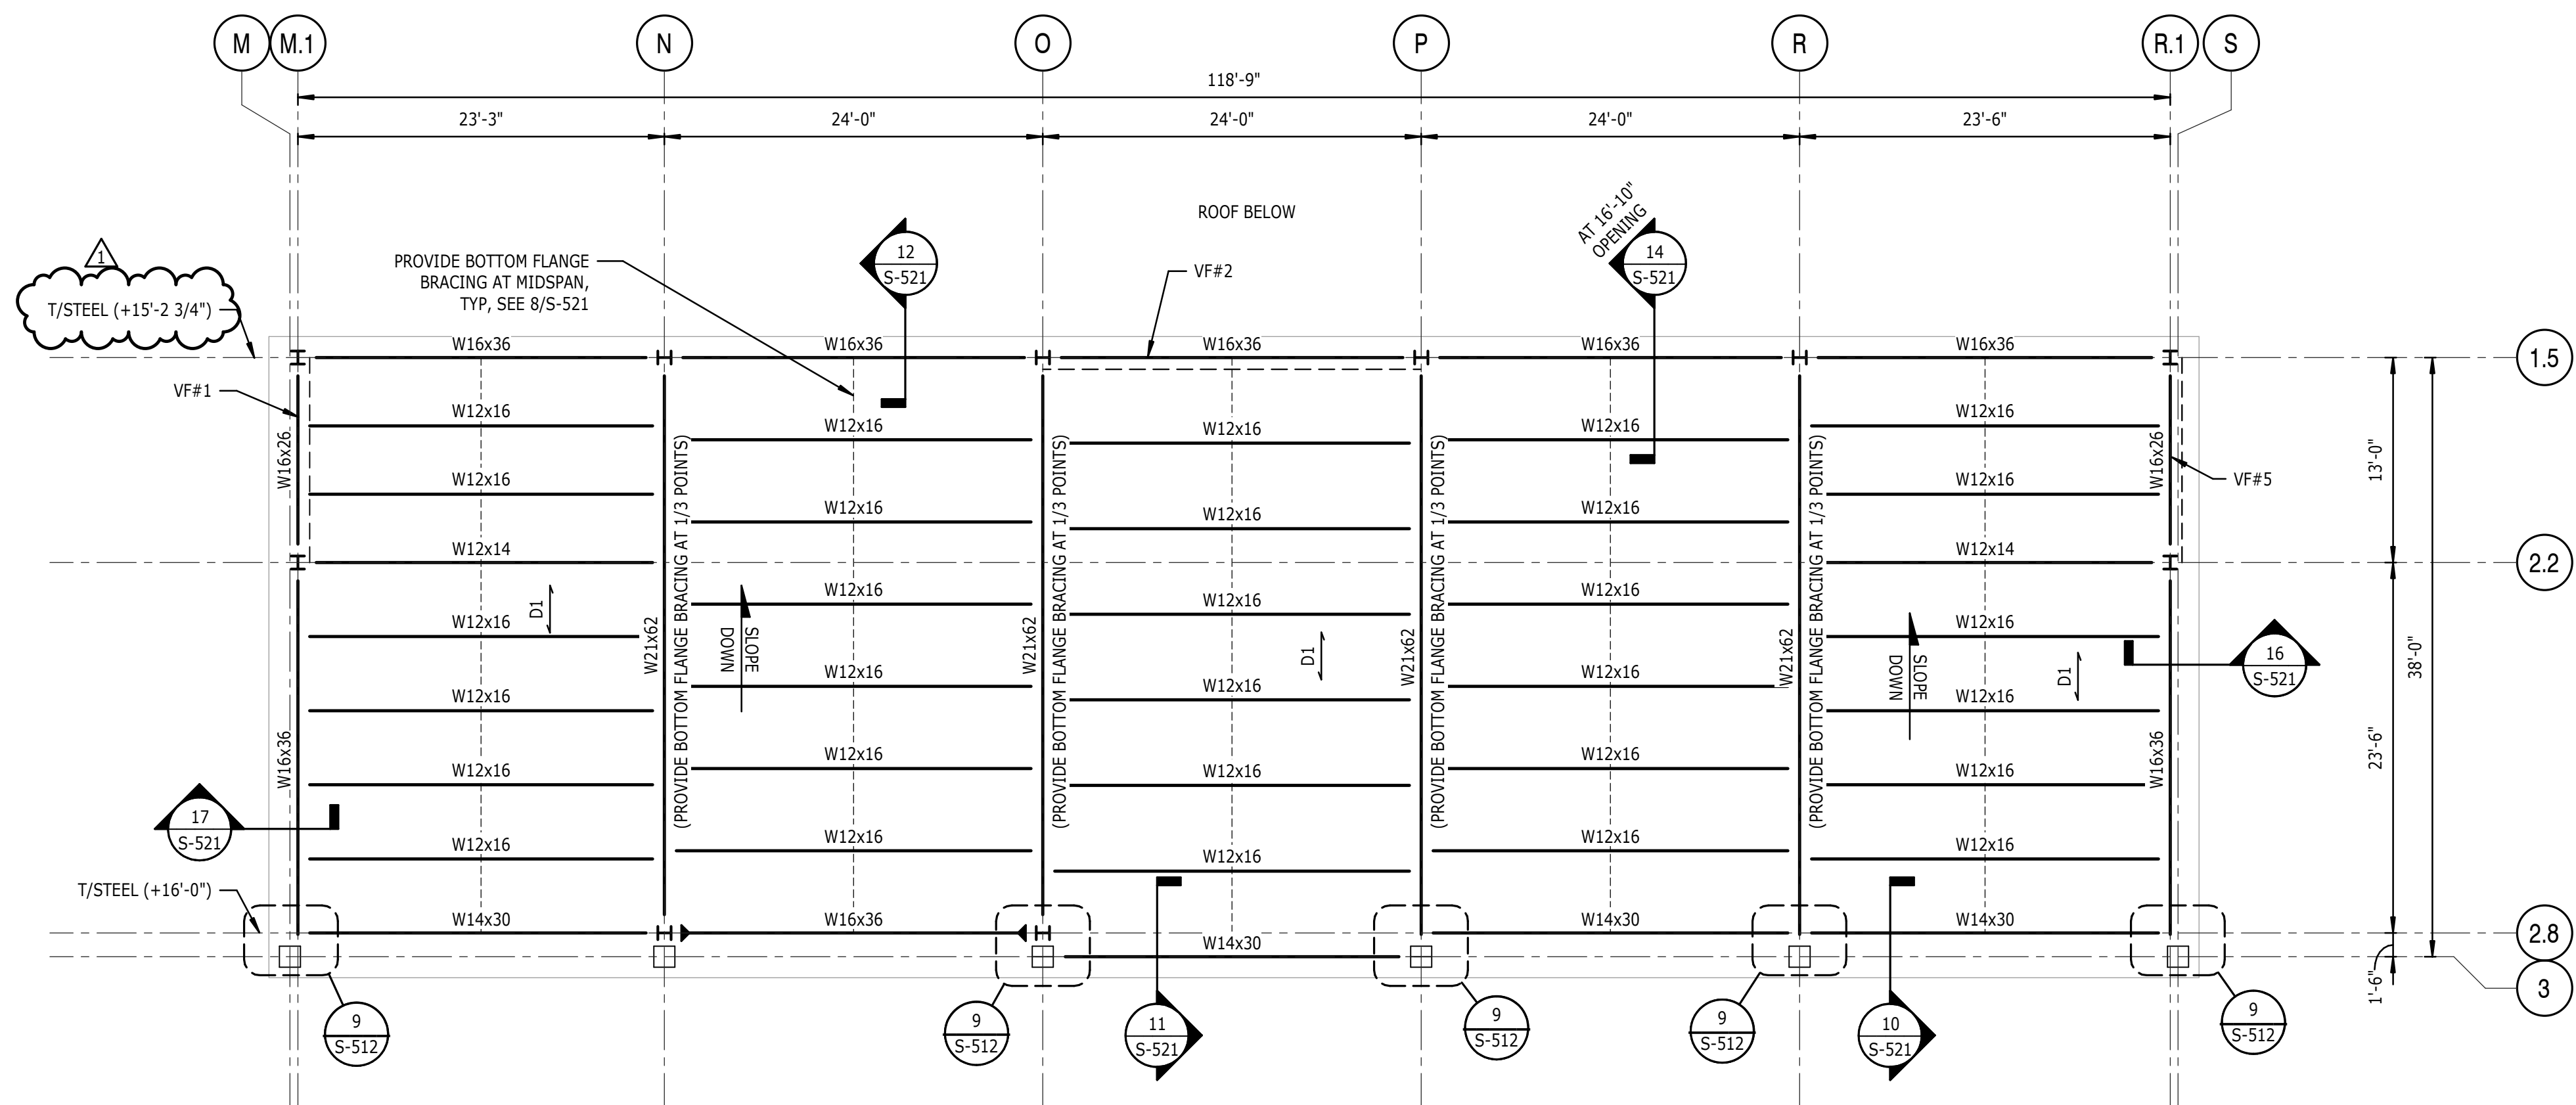 M
M.1
N
O
P
R
R.1
S
118'-9"
23'-3"
24'-0"
24'-0"
24'-0"
23'-6"
ROOF BELOW
AT 16'-10"
OPENING
12
S-521
14
S-521
1
T/STEEL (+15'-2 3/4")
PROVIDE BOTTOM FLANGE
BRACING AT MIDSPAN,
TYP, SEE 8/S-521
VF#2
W16x36
W16x36
W16x36
W16x36
W16x36
1.5
VF#1
W16x26
W12x16
W12x16
W12x14
W12x16
W12x16
W12x16
W12x16
W14x30
W16x36
D1
W21x62
(PROVIDE BOTTOM FLANGE BRACING AT 1/3 POINTS)
SLOPE
DOWN
W12x16
W12x16
W12x16
W12x16
W12x16
W12x16
W16x36
W21x62
(PROVIDE BOTTOM FLANGE BRACING AT 1/3 POINTS)
W12x16
W12x16
W12x16
W12x16
W12x16
W12x16
W14x30
D1
W21x62
(PROVIDE BOTTOM FLANGE BRACING AT 1/3 POINTS)
W12x16
W12x16
W12x16
W12x16
W12x16
W12x16
W14x30
W21x62
(PROVIDE BOTTOM FLANGE BRACING AT 1/3 POINTS)
SLOPE
DOWN
W12x16
W12x16
W12x14
W12x16
W12x16
W12x16
W12x16
W14x30
D1
W16x26
W16x36
VF#5
16
S-521
13'-0"
38'-0"
23'-6"
1'-6"
2.2
2.8
3
17
S-521
T/STEEL (+16'-0")
9
S-512
9
S-512
11
S-521
9
S-512
9
S-512
10
S-521
9
S-512